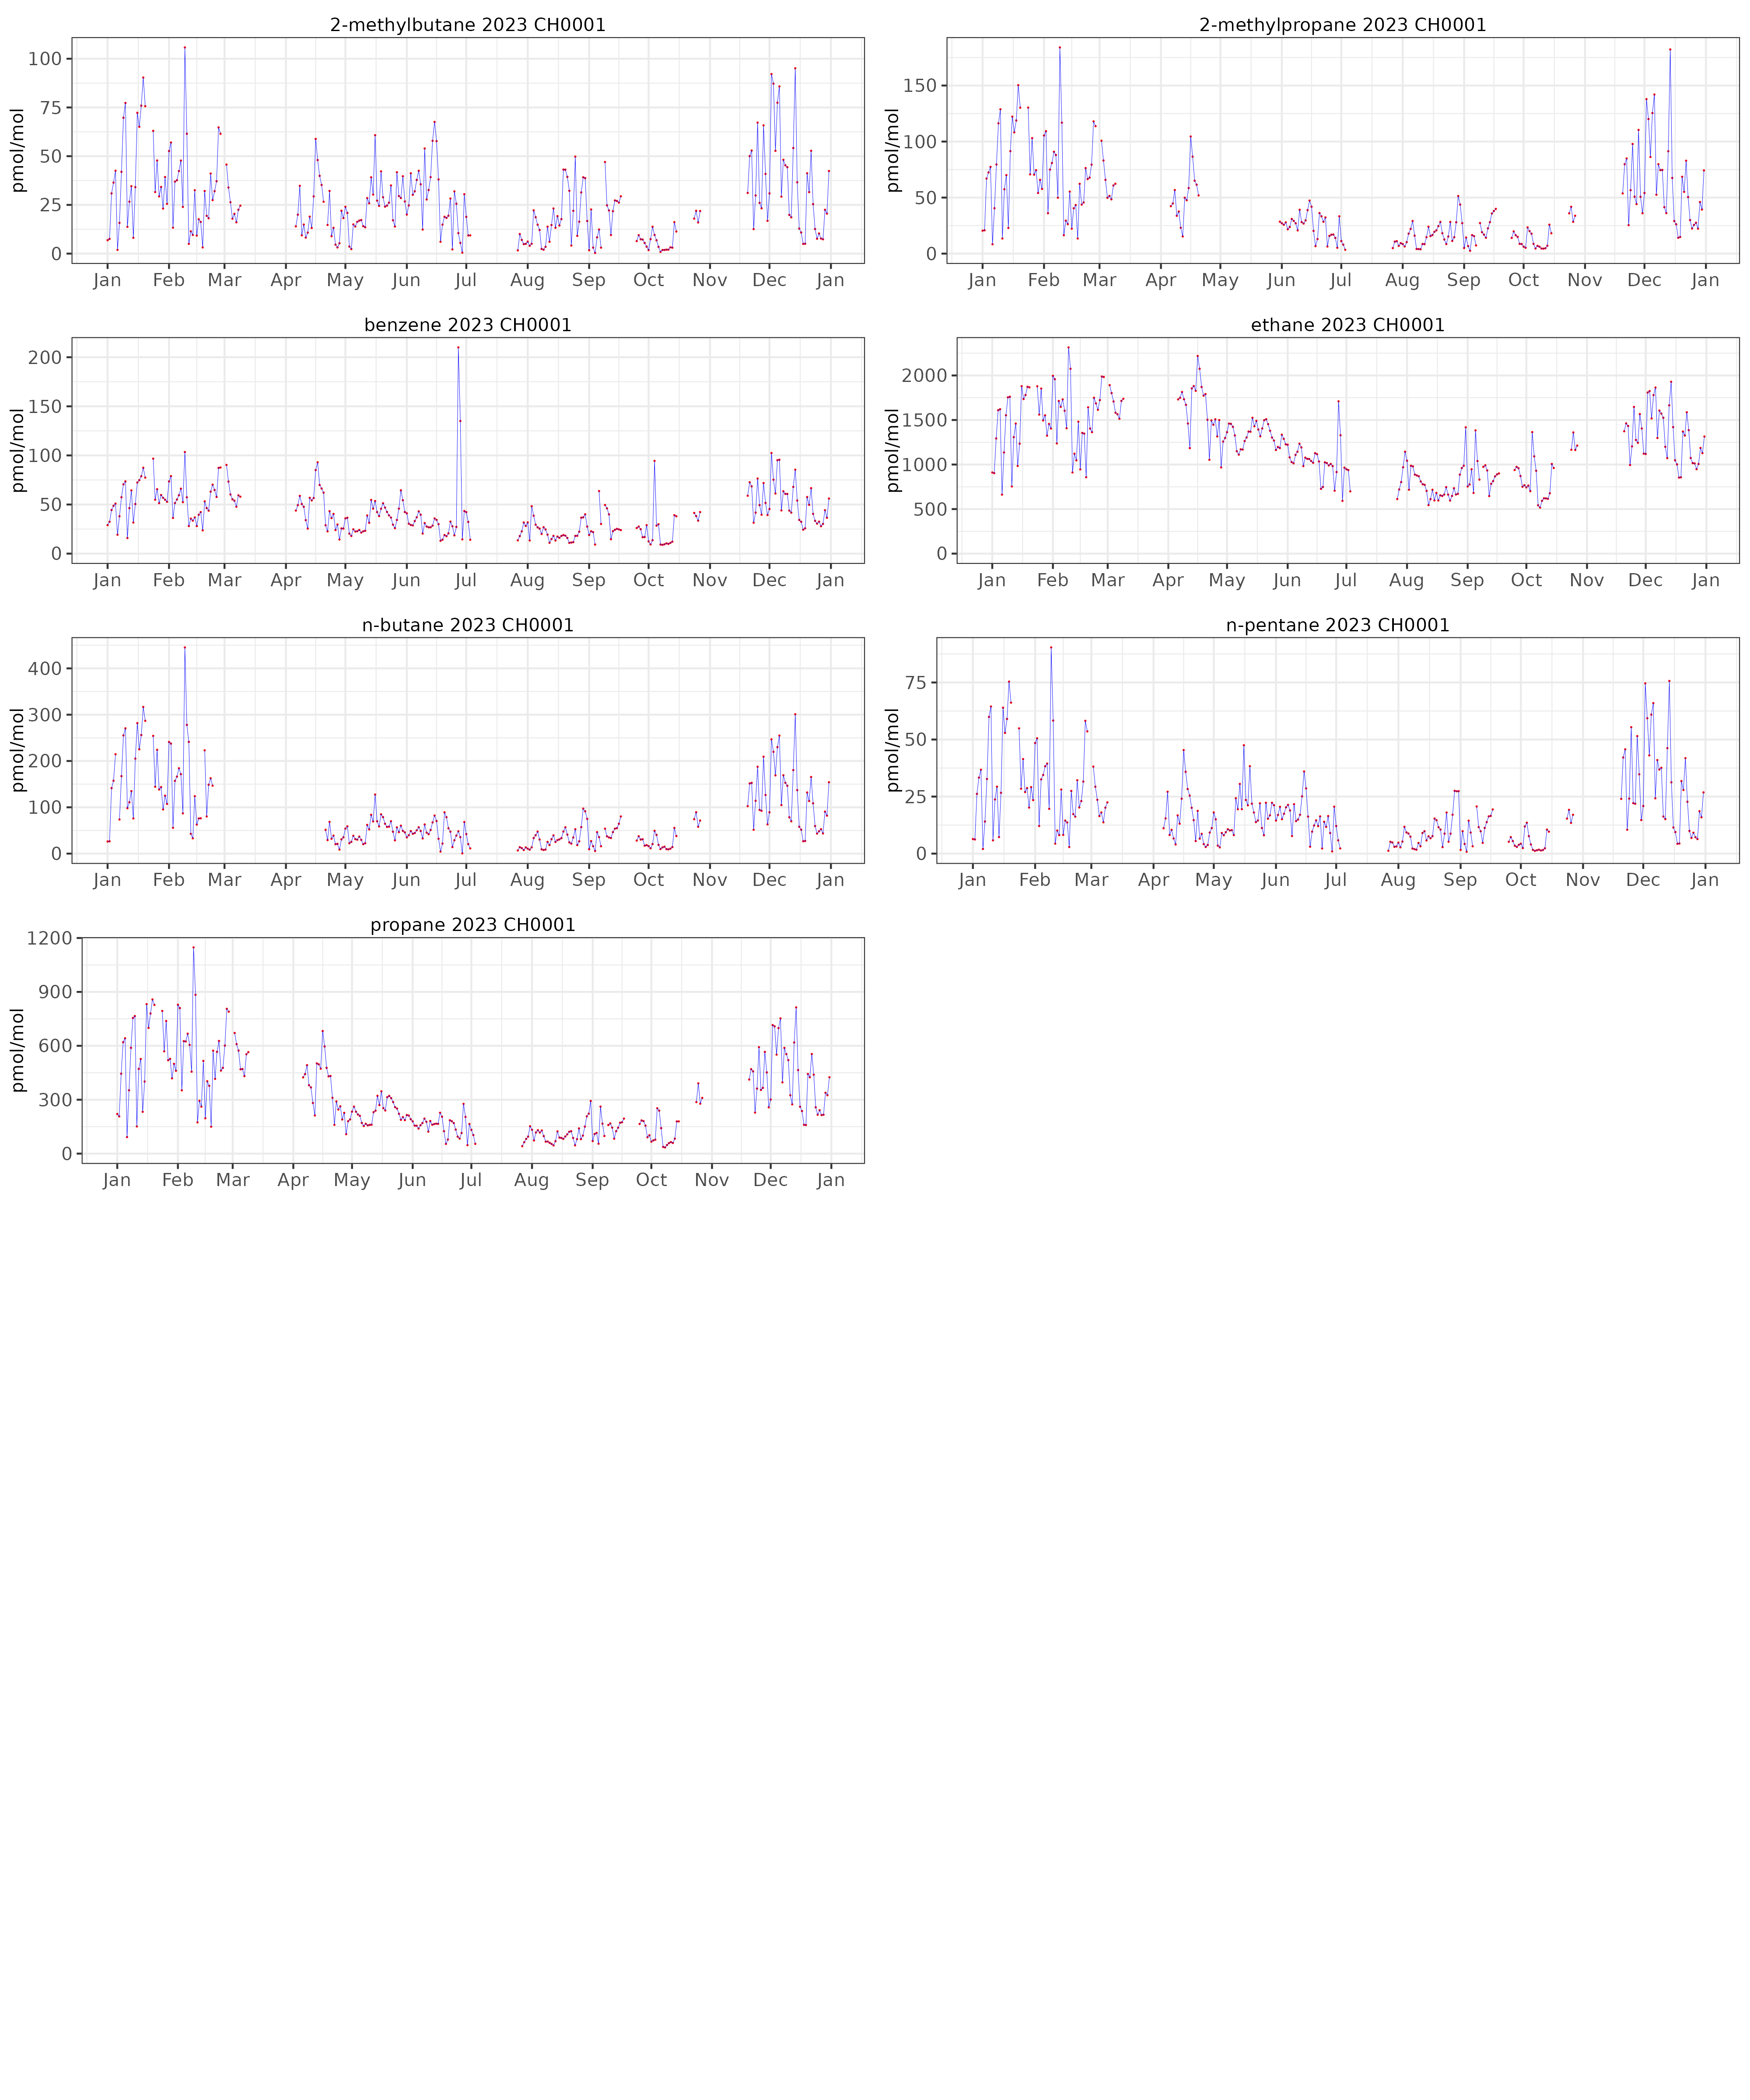 2-methylbutane 2023 CH0001
pmol/mol
100
75
50
25
0
Jan Feb Mar Apr May Jun Jul Aug Sep Oct Nov Dec Jan
2-methylpropane 2023 CH0001
pmol/mol
150
100
50
0
Jan Feb Mar Apr May Jun Jul Aug Sep Oct Nov Dec Jan
benzene 2023 CH0001
pmol/mol
200
150
100
50
0
Jan Feb Mar Apr May Jun Jul Aug Sep Oct Nov Dec Jan
ethane 2023 CH0001
pmol/mol
2000
1500
1000
500
0
Jan Feb Mar Apr May Jun Jul Aug Sep Oct Nov Dec Jan
n-butane 2023 CH0001
pmol/mol
400
300
200
100
0
Jan Feb Mar Apr May Jun Jul Aug Sep Oct Nov Dec Jan
n-pentane 2023 CH0001
pmol/mol
75
50
25
0
Jan Feb Mar Apr May Jun Jul Aug Sep Oct Nov Dec Jan
propane 2023 CH0001
pmol/mol
1200
900
600
300
0
Jan Feb Mar Apr May Jun Jul Aug Sep Oct Nov Dec Jan